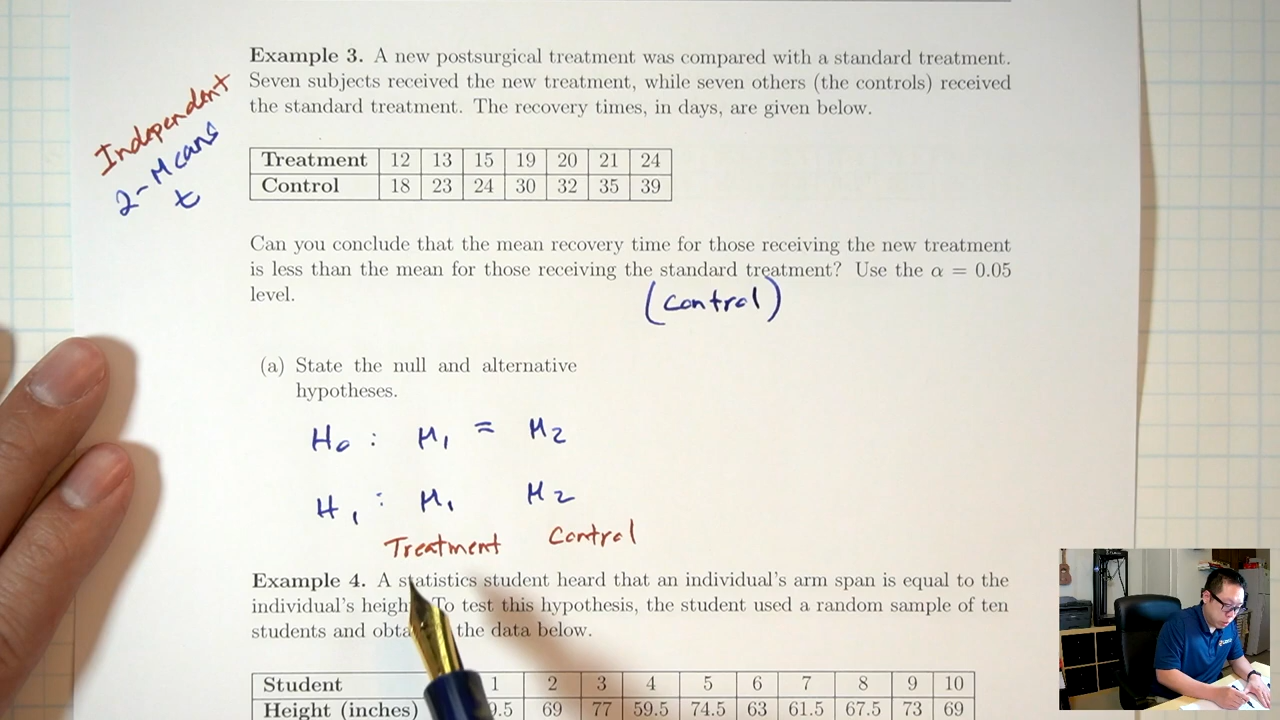 Example 3. A new postsurgical treatment was compared with a standard treatment.
Seven subjects received the new treatment, while seven others (the controls) received
the standard treatment. The recovery times, in days, are given below.
Independent
2-Means
t
Treatment 12 13 15 19 20 21 24
Control 18 23 24 30 32 35 39
Can you conclude that the mean recovery time for those receiving the new treatment
is less than the mean for those receiving the standard treatment? Use the α = 0.05
level.
(control)
(a) State the null and alternative
hypotheses.
H₀ : μ₁ = μ₂
H₁ : μ₁ μ₂
Treatment Control
Example 4. A statistics student heard that an individual's arm span is equal to the
individual's heigh To test this hypothesis, the student used a random sample of ten
students and obta the data below.
Student 1 2 3 4 5 6 7 8 9 10
Height (inches) .5 69 77 59.5 74.5 63 61.5 67.5 73 69